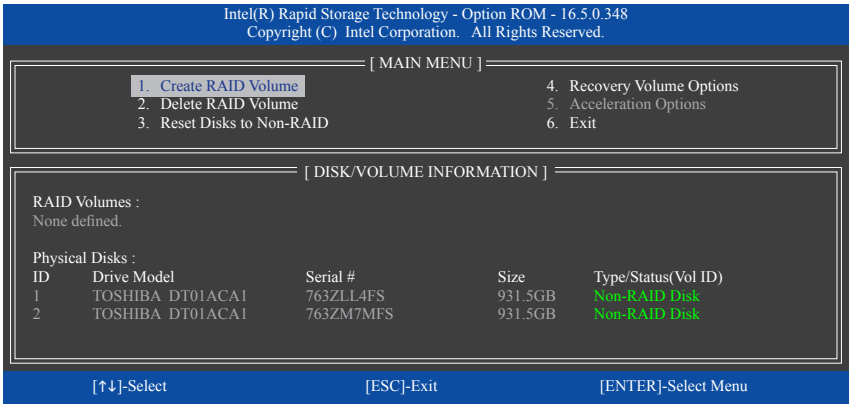 Intel(R) Rapid Storage Technology - Option ROM - 16.5.0.348
Copyright (C) Intel Corporation. All Rights Reserved.
[ MAIN MENU ]
1. Create RAID Volume
2. Delete RAID Volume
3. Reset Disks to Non-RAID
4. Recovery Volume Options
5. Acceleration Options
6. Exit
[ DISK/VOLUME INFORMATION ]
RAID Volumes :
None defined.
Physical Disks :
ID Drive Model Serial # Size Type/Status(Vol ID)
1 TOSHIBA DT01ACA1 763ZLL4FS 931.5GB Non-RAID Disk
2 TOSHIBA DT01ACA1 763ZM7MFS 931.5GB Non-RAID Disk
[↑↓]-Select [ESC]-Exit [ENTER]-Select Menu